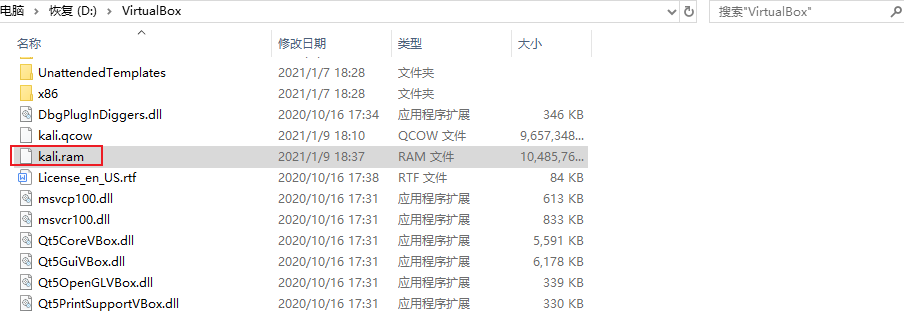 电脑 › 恢复 (D:) › VirtualBox 搜索"VirtualBox"
名称 修改日期 类型 大小
UnattendedTemplates 2021/1/7 18:28 文件夹
x86 2021/1/7 18:28 文件夹
DbgPlugInDiggers.dll 2020/10/16 17:34 应用程序扩展 346 KB
kali.qcow 2021/1/9 18:10 QCOW 文件 9,657,348...
kali.ram 2021/1/9 18:37 RAM 文件 10,485,76...
License_en_US.rtf 2020/10/16 17:38 RTF 文件 84 KB
msvcp100.dll 2020/10/16 17:31 应用程序扩展 613 KB
msvcr100.dll 2020/10/16 17:31 应用程序扩展 833 KB
Qt5CoreVBox.dll 2020/10/16 17:31 应用程序扩展 5,591 KB
Qt5GuiVBox.dll 2020/10/16 17:31 应用程序扩展 6,178 KB
Qt5OpenGLVBox.dll 2020/10/16 17:31 应用程序扩展 339 KB
Qt5PrintSupportVBox.dll 2020/10/16 17:31 应用程序扩展 330 KB